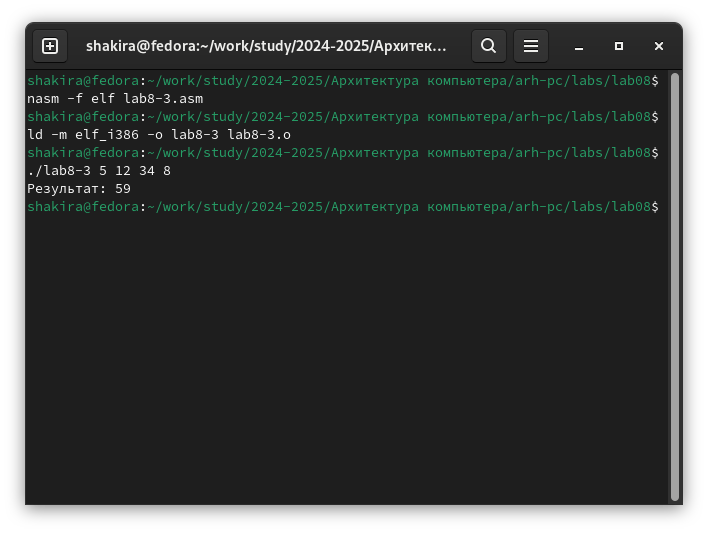 shakira@fedora:~/work/study/2024-2025/Архитек...
shakira@fedora:~/work/study/2024-2025/Архитектура компьютера/arh-pc/labs/lab08$
nasm -f elf lab8-3.asm
shakira@fedora:~/work/study/2024-2025/Архитектура компьютера/arh-pc/labs/lab08$
ld -m elf_i386 -o lab8-3 lab8-3.o
shakira@fedora:~/work/study/2024-2025/Архитектура компьютера/arh-pc/labs/lab08$
./lab8-3 5 12 34 8
Результат: 59
shakira@fedora:~/work/study/2024-2025/Архитектура компьютера/arh-pc/labs/lab08$